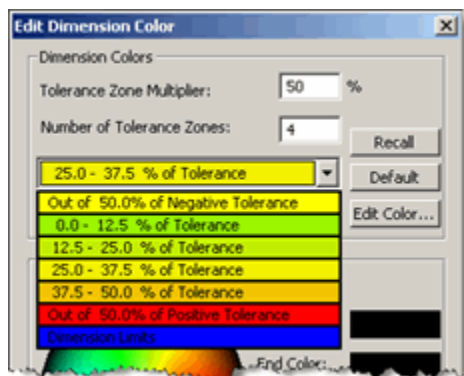 Edit Dimension Color
Dimension Colors
Tolerance Zone Multiplier: 50 %
Number of Tolerance Zones: 4
Recall
25.0 - 37.5 % of Tolerance
Default
Out of 50.0% of Negative Tolerance
Edit Color...
0.0 - 12.5 % of Tolerance
12.5 - 25.0 % of Tolerance
25.0 - 37.5 % of Tolerance
37.5 - 50.0 % of Tolerance
Out of 50.0% of Positive Tolerance
Dimension Limits
End Color: